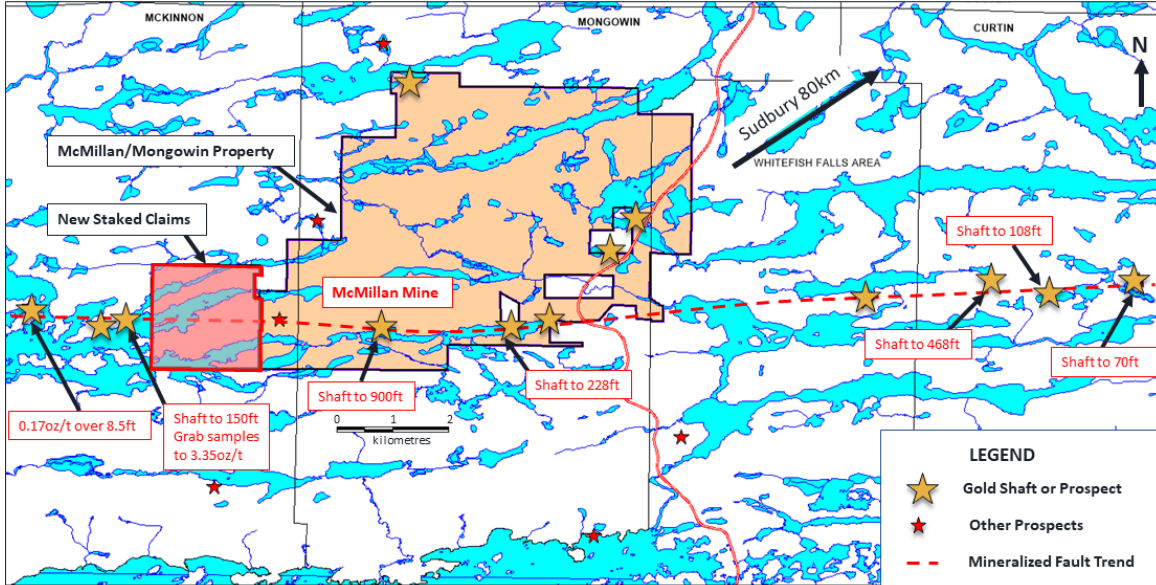 MCKINNON
MONGOWIN
CURTIN
N
Sudbury 80km
McMillan/Mongowin Property
WHITEFISH FALLS AREA
New Staked Claims
Shaft to 108ft
McMillan Mine
Shaft to 468ft
Shaft to 70ft
Shaft to 228ft
Shaft to 900ft
0.17oz/t over 8.5ft
Shaft to 150ft
Grab samples
to 3.35oz/t
0 1 2
kilometres
LEGEND
Gold Shaft or Prospect
Other Prospects
Mineralized Fault Trend